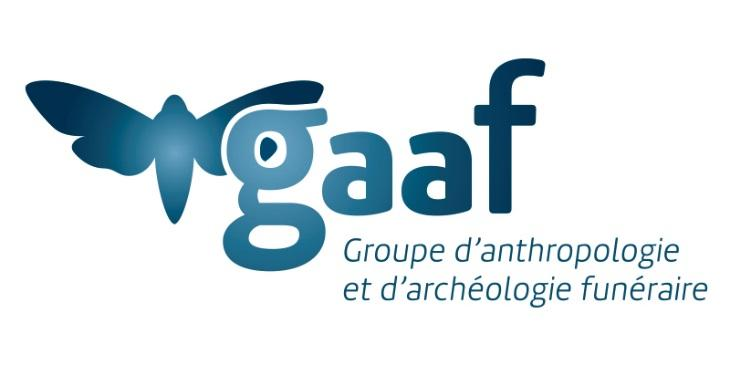 gaaf
Groupe d'anthropologie
et d'archéologie funéraire